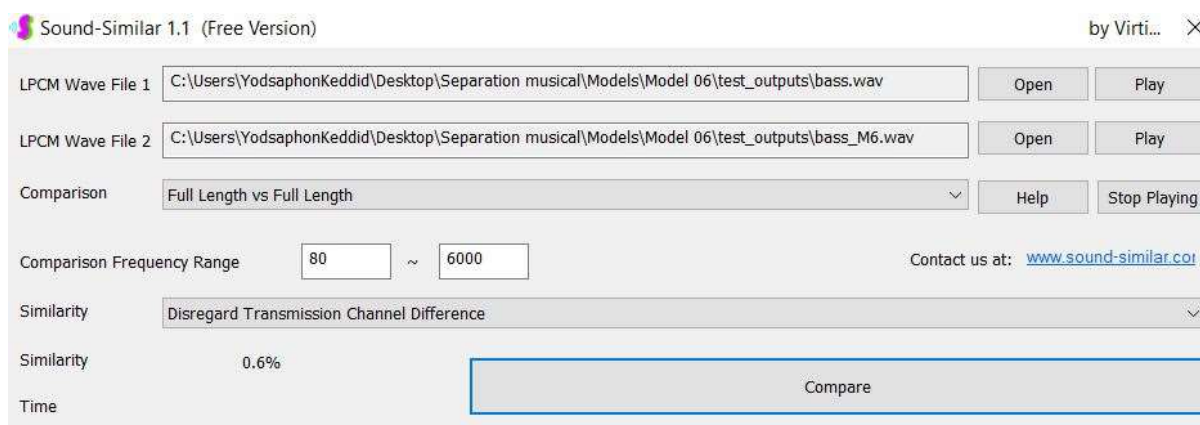 Sound-Similar 1.1 (Free Version) by Virti...
LPCM Wave File 1 C:\Users\YodsaphonKeddid\Desktop\Separation musical\Models\Model 06\test_outputs\bass.wav Open Play
LPCM Wave File 2 C:\Users\YodsaphonKeddid\Desktop\Separation musical\Models\Model 06\test_outputs\bass_M6.wav Open Play
Comparison Full Length vs Full Length Help Stop Playing
Comparison Frequency Range 80 ~ 6000 Contact us at: www.sound-similar.cor
Similarity Disregard Transmission Channel Difference
Similarity 0.6% Compare
Time